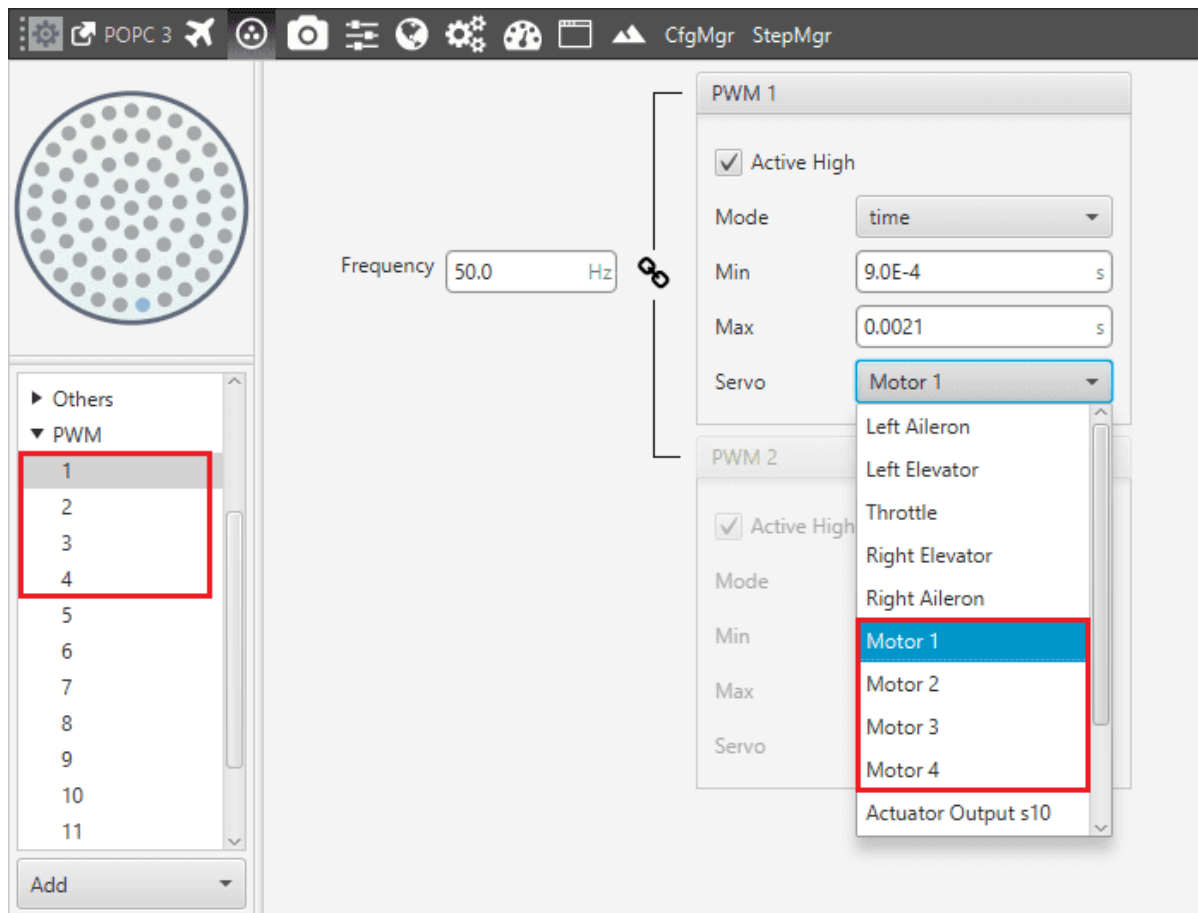 POPC 3 CfgMgr StepMgr
Others
PWM
1
2
3
4
5
6
7
8
9
10
11
Add
Frequency 50.0 Hz
PWM 1
Active High
Mode time
Min 9.0E-4 s
Max 0.0021 s
Servo Motor 1
Left Aileron
Left Elevator
Throttle
Right Elevator
Right Aileron
Motor 1
Motor 2
Motor 3
Motor 4
Actuator Output s10
PWM 2
Active High
Mode
Min
Max
Servo